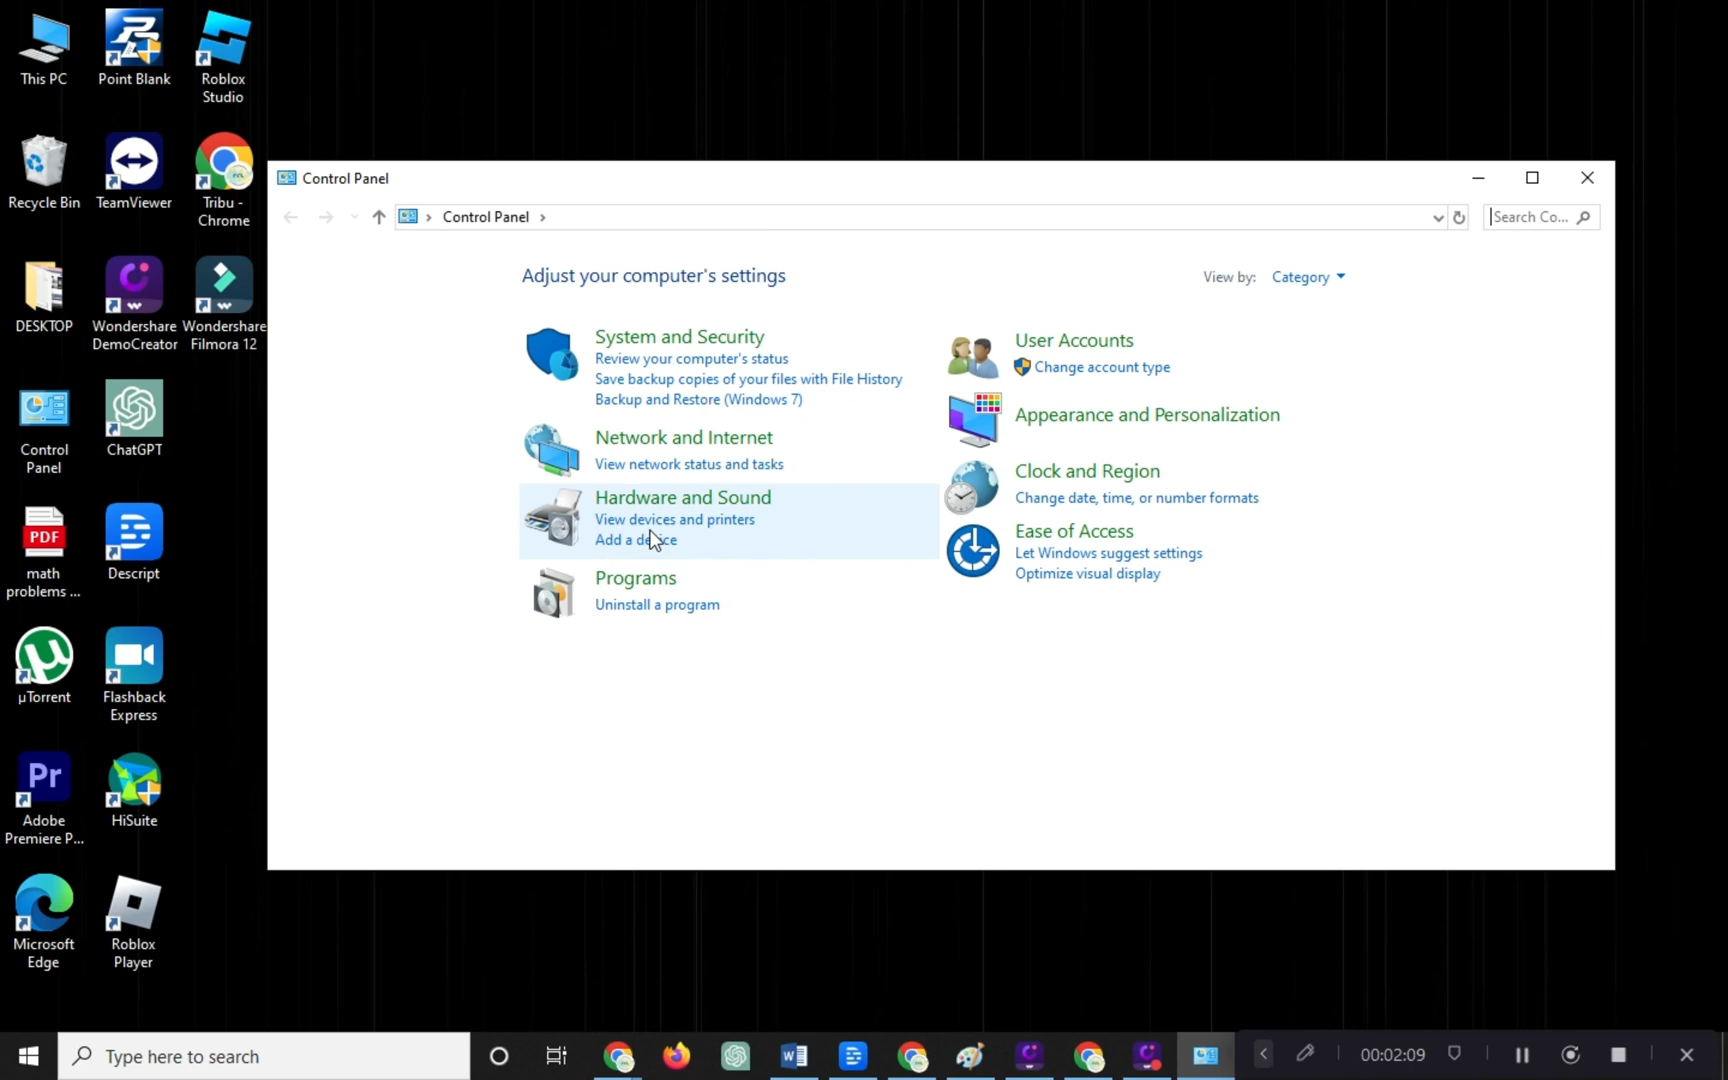 This PC
Point Blank
Roblox
Studio
Recycle Bin
TeamViewer
Tribu -
Chrome
DESKTOP
Wondershare
DemoCreator
Wondershare
Filmora 12
Control
Panel
ChatGPT
PDF
math
problems ...
Descript
µTorrent
Flashback
Express
Pr
Adobe
Premiere P...
HiSuite
Microsoft
Edge
Roblox
Player
Control Panel
Control Panel
Search Co...
Adjust your computer's settings
View by: Category
System and Security
Review your computer's status
Save backup copies of your files with File History
Backup and Restore (Windows 7)
Network and Internet
View network status and tasks
Hardware and Sound
View devices and printers
Add a device
Programs
Uninstall a program
User Accounts
Change account type
Appearance and Personalization
Clock and Region
Change date, time, or number formats
Ease of Access
Let Windows suggest settings
Optimize visual display
Type here to search
00:02:09